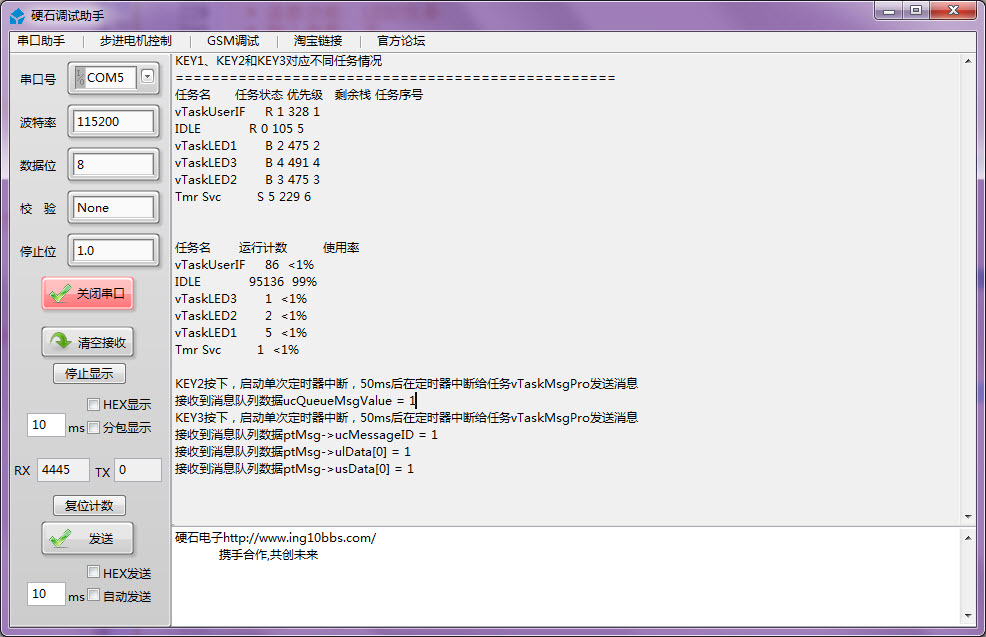 硬石调试助手
串口助手 步进电机控制 GSM调试 淘宝链接 官方论坛
串口号 COM5
波特率 115200
数据位 8
校 验 None
停止位 1.0
关闭串口
清空接收
停止显示
HEX显示
10 ms 分包显示
RX 4445 TX 0
复位计数
发送
HEX发送
10 ms 自动发送
KEY1、KEY2和KEY3对应不同任务情况
=================================================
任务名 任务状态 优先级 剩余栈 任务序号
vTaskUserIF R 1 328 1
IDLE R 0 105 5
vTaskLED1 B 2 475 2
vTaskLED3 B 4 491 4
vTaskLED2 B 3 475 3
Tmr Svc S 5 229 6
任务名 运行计数 使用率
vTaskUserIF 86 <1%
IDLE 95136 99%
vTaskLED3 1 <1%
vTaskLED2 2 <1%
vTaskLED1 5 <1%
Tmr Svc 1 <1%
KEY2按下，启动单次定时器中断，50ms后在定时器中断给任务vTaskMsgPro发送消息
接收到消息队列数据ucQueueMsgValue = 1
KEY3按下，启动单次定时器中断，50ms后在定时器中断给任务vTaskMsgPro发送消息
接收到消息队列数据ptMsg->ucMessageID = 1
接收到消息队列数据ptMsg->ulData[0] = 1
接收到消息队列数据ptMsg->usData[0] = 1
硬石电子http://www.ing10bbs.com/
携手合作,共创未来